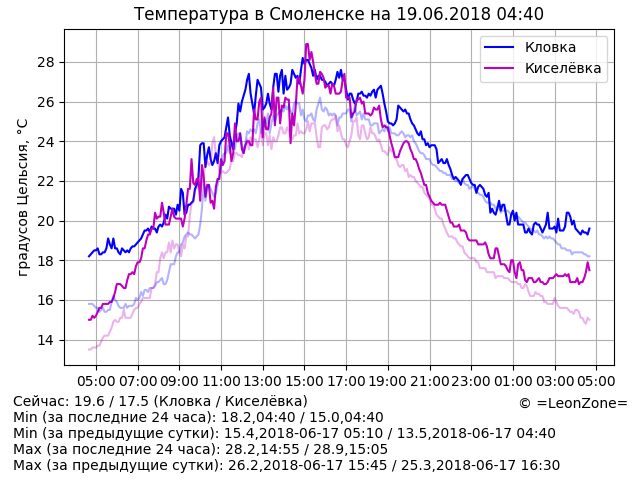 Температура в Смоленске на 19.06.2018 04:40
Кловка
Киселёвка
градусов Цельсия, °C
28
26
24
22
20
18
16
14
05:00 07:00 09:00 11:00 13:00 15:00 17:00 19:00 21:00 23:00 01:00 03:00 05:00
Сейчас: 19.6 / 17.5 (Кловка / Киселёвка)
© =LeonZone=
Min (за последние 24 часа): 18.2,04:40 / 15.0,04:40
Min (за предыдущие сутки): 15.4,2018-06-17 05:10 / 13.5,2018-06-17 04:40
Max (за последние 24 часа): 28.2,14:55 / 28.9,15:05
Max (за предыдущие сутки): 26.2,2018-06-17 15:45 / 25.3,2018-06-17 16:30